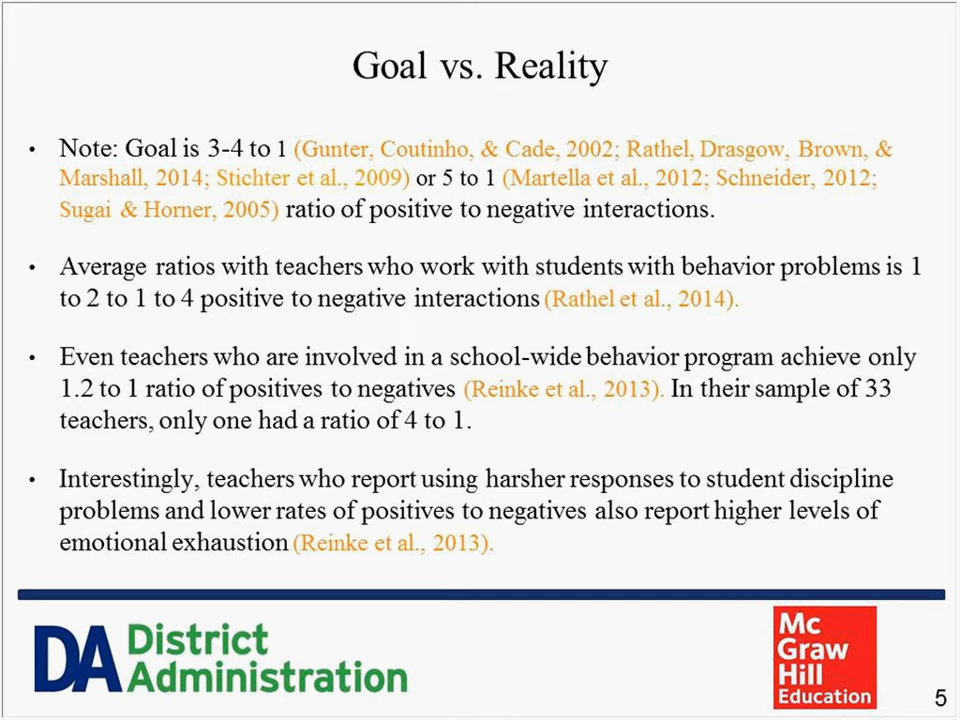 Goal vs. Reality
• Note: Goal is 3-4 to 1 (Gunter, Coutinho, & Cade, 2002; Rathel, Drasgow, Brown, &
Marshall, 2014; Stichter et al., 2009) or 5 to 1 (Martella et al., 2012; Schneider, 2012;
Sugai & Horner, 2005) ratio of positive to negative interactions.
• Average ratios with teachers who work with students with behavior problems is 1
to 2 to 1 to 4 positive to negative interactions (Rathel et al., 2014).
• Even teachers who are involved in a school-wide behavior program achieve only
1.2 to 1 ratio of positives to negatives (Reinke et al., 2013). In their sample of 33
teachers, only one had a ratio of 4 to 1.
• Interestingly, teachers who report using harsher responses to student discipline
problems and lower rates of positives to negatives also report higher levels of
emotional exhaustion (Reinke et al., 2013).
DA District
Administration
Mc
Graw
Hill
Education
5